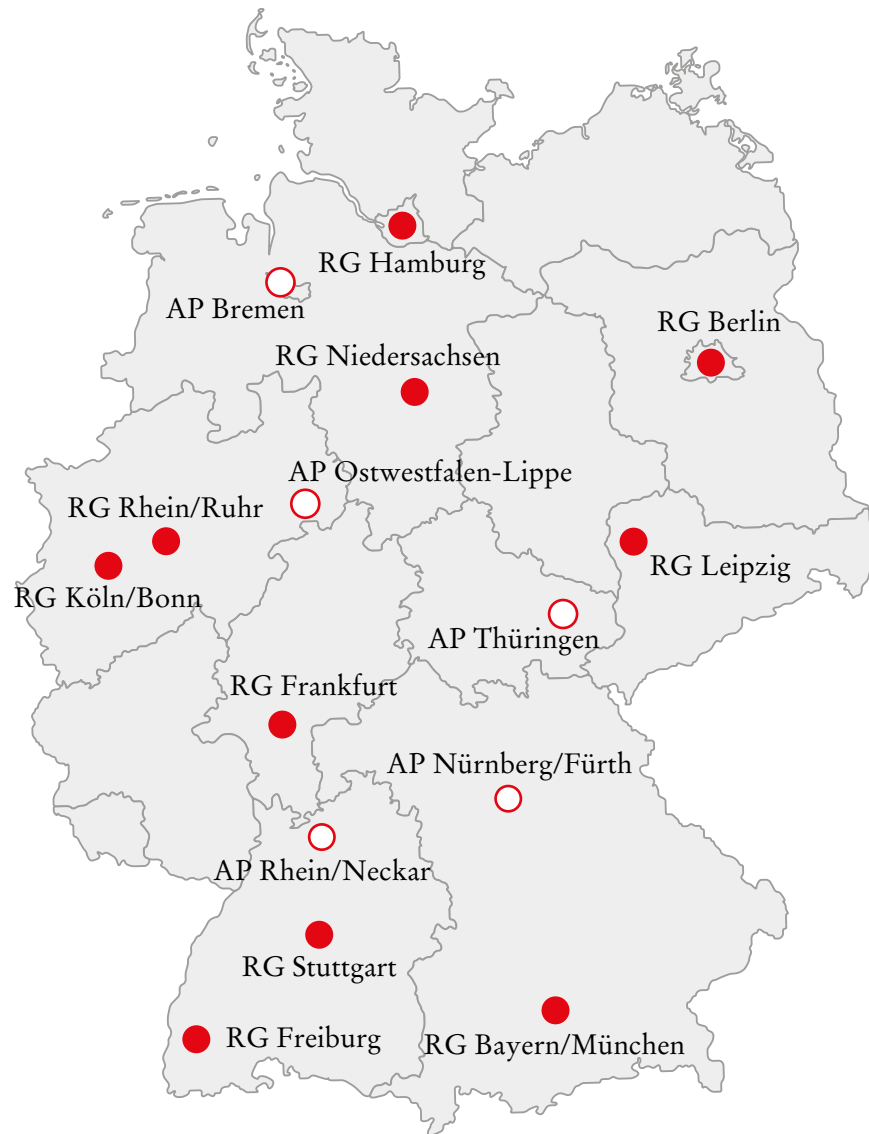 RG Hamburg
AP Bremen
RG Berlin
RG Niedersachsen
AP Ostwestfalen-Lippe
RG Rhein/Ruhr
RG Leipzig
RG Köln/Bonn
AP Thüringen
RG Frankfurt
AP Nürnberg/Fürth
AP Rhein/Neckar
RG Stuttgart
RG Freiburg
RG Bayern/München